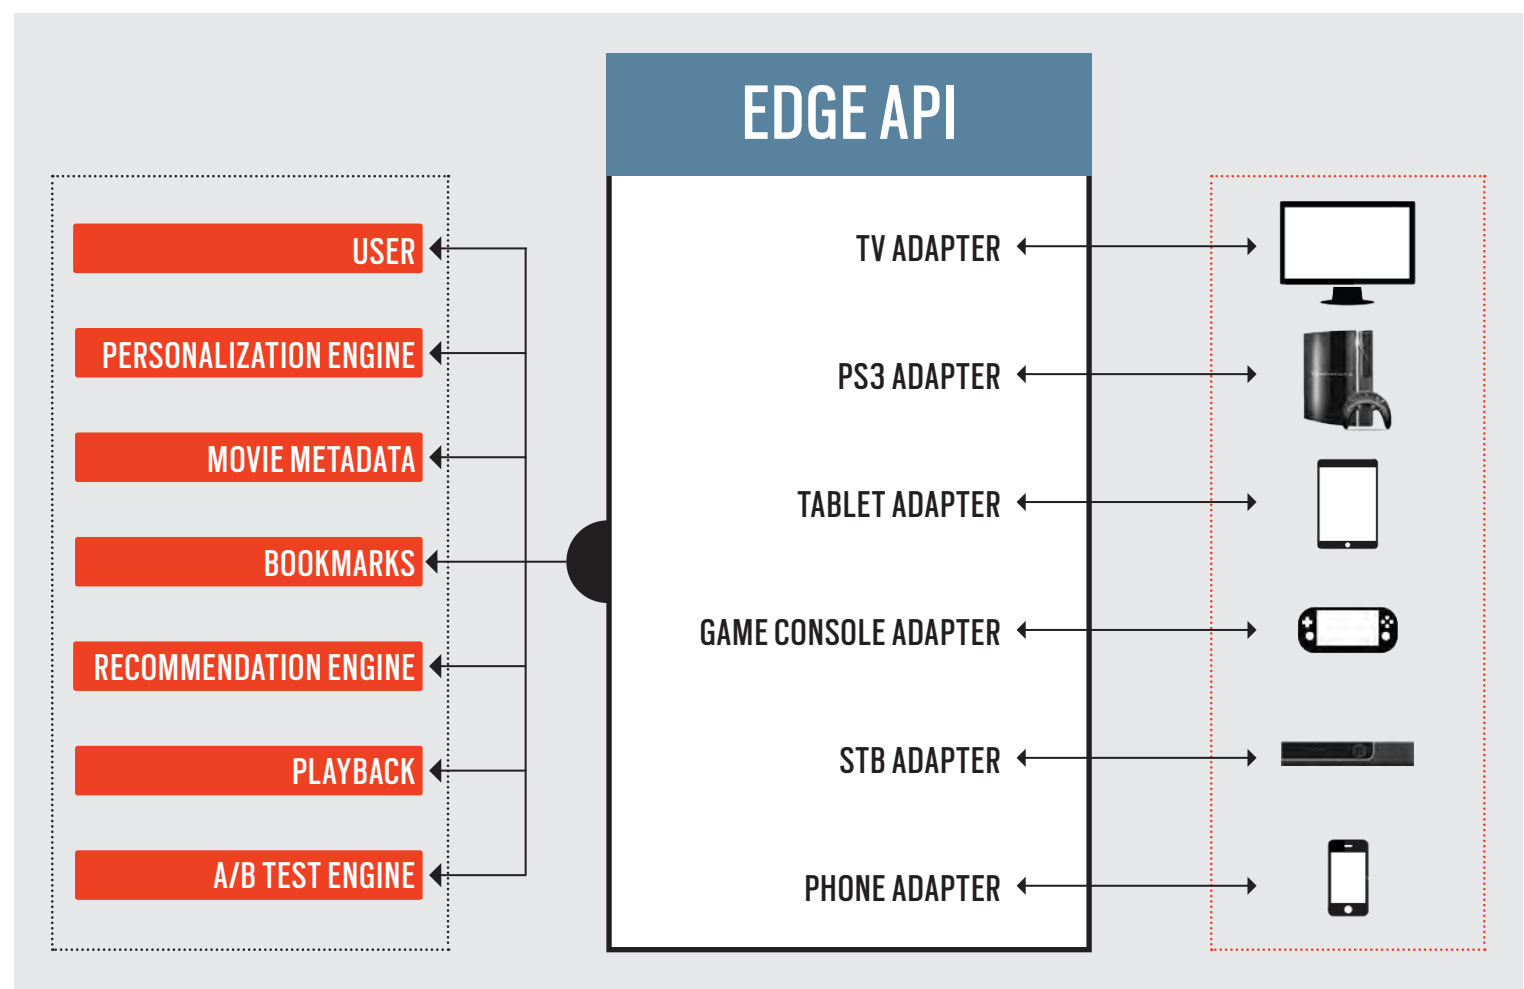 EDGE API
USER
PERSONALIZATION ENGINE
MOVIE METADATA
BOOKMARKS
RECOMMENDATION ENGINE
PLAYBACK
A/B TEST ENGINE
TV ADAPTER
PS3 ADAPTER
TABLET ADAPTER
GAME CONSOLE ADAPTER
STB ADAPTER
PHONE ADAPTER